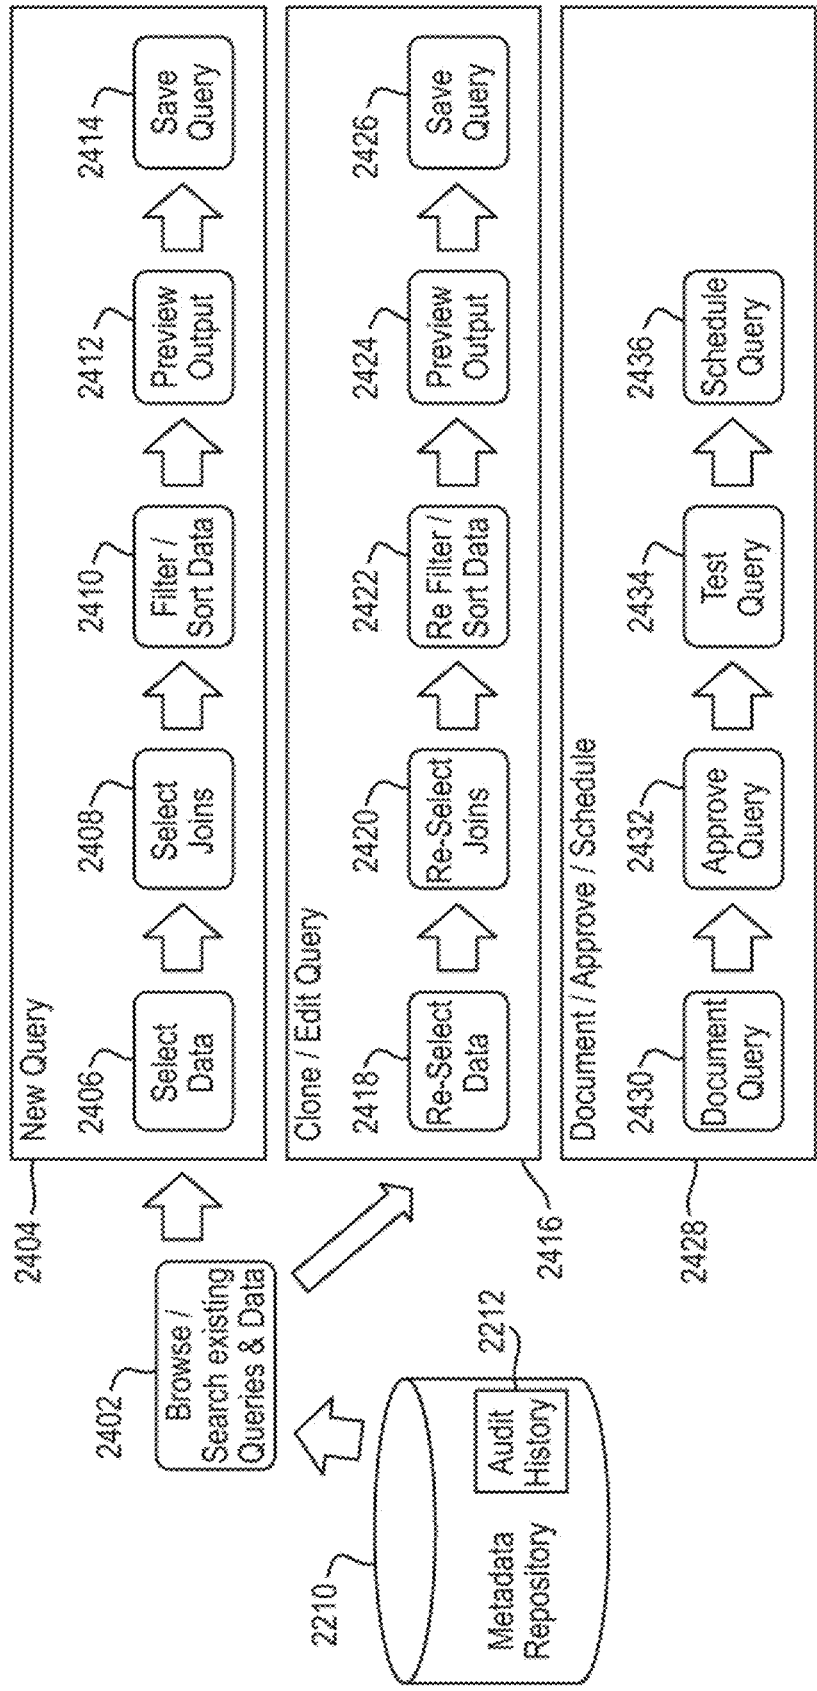 2404
New Query
2406
Select
Data
2408
Select
Joins
2410
Filter /
Sort Data
2412
Preview
Output
2414
Save
Query
2402
Browse /
Search existing
Queries & Data
2416
Clone / Edit Query
2418
Re-Select
Data
2420
Re-Select
Joins
2422
Re Filter /
Sort Data
2424
Preview
Output
2426
Save
Query
2210
Metadata
Repository
2212
Audit
History
2428
Document / Approve / Schedule
2430
Document
Query
2432
Approve
Query
2434
Test
Query
2436
Schedule
Query